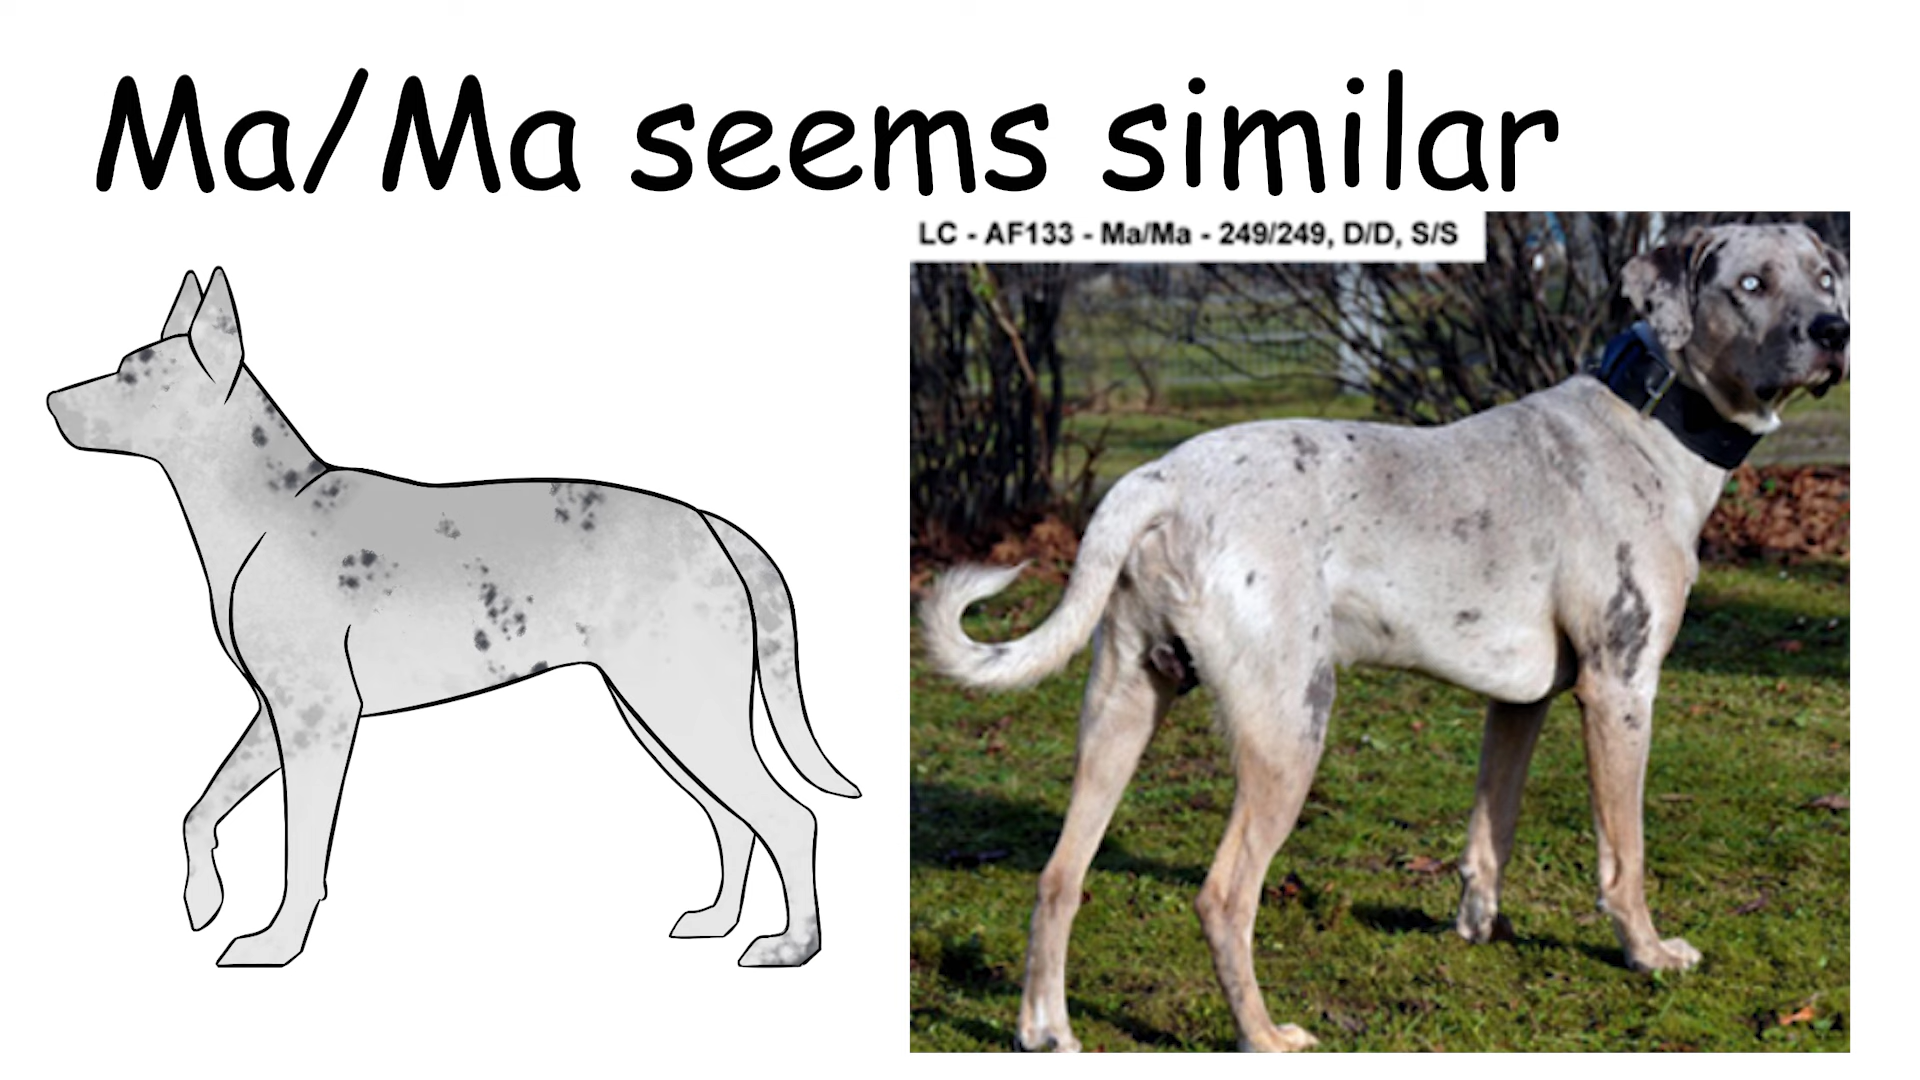 Ma/Ma seems similar
LC - AF133 - Ma/Ma - 249/249, D/D, S/S